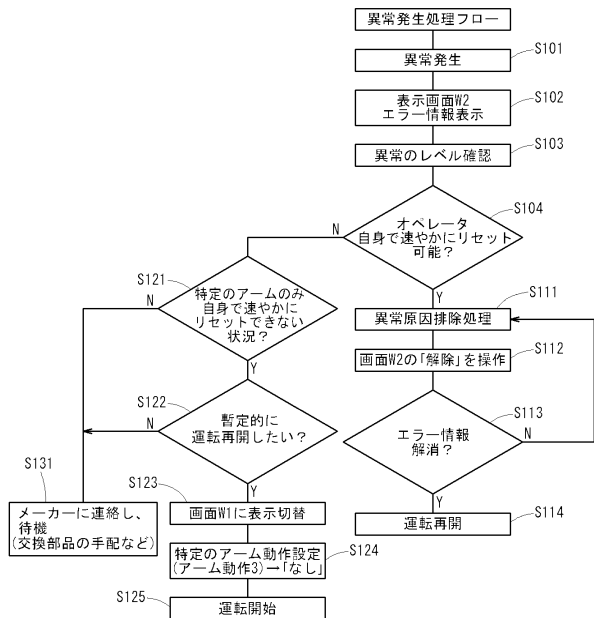 異常発生処理フロー
S101
異常発生
S102
表示画面W2
エラー情報表示
S103
異常のレベル確認
S104
N
オペレータ
自身で速やかにリセット
可能？
Y
S121
N
特定のアームのみ
自身で速やかに
リセットできない
状況？
Y
S111
異常原因排除処理
S112
画面W2の「解除」を操作
S122
N
暫定的に
運転再開したい？
Y
S113
エラー情報
解消？
N
Y
S131
メーカーに連絡し、
待機
(交換部品の手配など)
S123
画面W1に表示切替
S114
運転再開
S124
特定のアーム動作設定
(アーム動作3)→「なし」
S125
運転開始